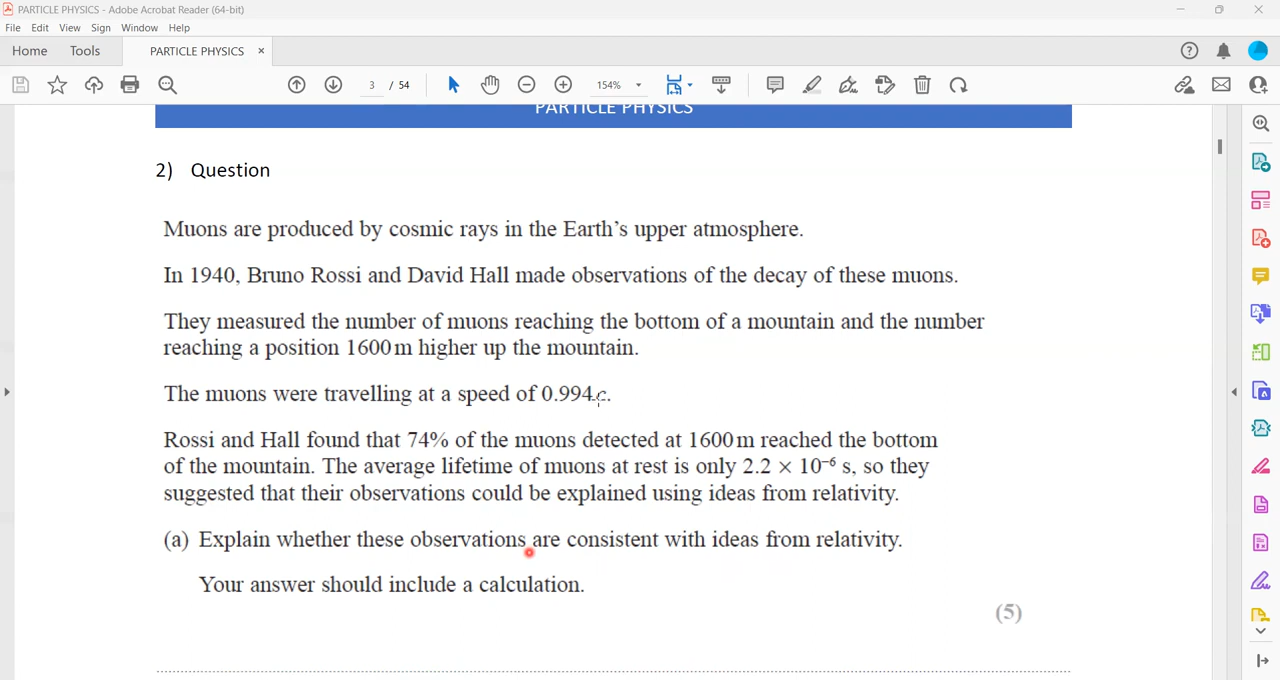 PARTICLE PHYSICS - Adobe Acrobat Reader (64-bit)
File Edit View Sign Window Help
Home Tools PARTICLE PHYSICS ×
3 / 54 154%
PARTICLE PHYSICS
2) Question
Muons are produced by cosmic rays in the Earth's upper atmosphere.
In 1940, Bruno Rossi and David Hall made observations of the decay of these muons.
They measured the number of muons reaching the bottom of a mountain and the number
reaching a position 1600 m higher up the mountain.
The muons were travelling at a speed of 0.994c.
Rossi and Hall found that 74% of the muons detected at 1600 m reached the bottom
of the mountain. The average lifetime of muons at rest is only 2.2 × 10⁻⁶ s, so they
suggested that their observations could be explained using ideas from relativity.
(a) Explain whether these observations are consistent with ideas from relativity.
Your answer should include a calculation.
(5)